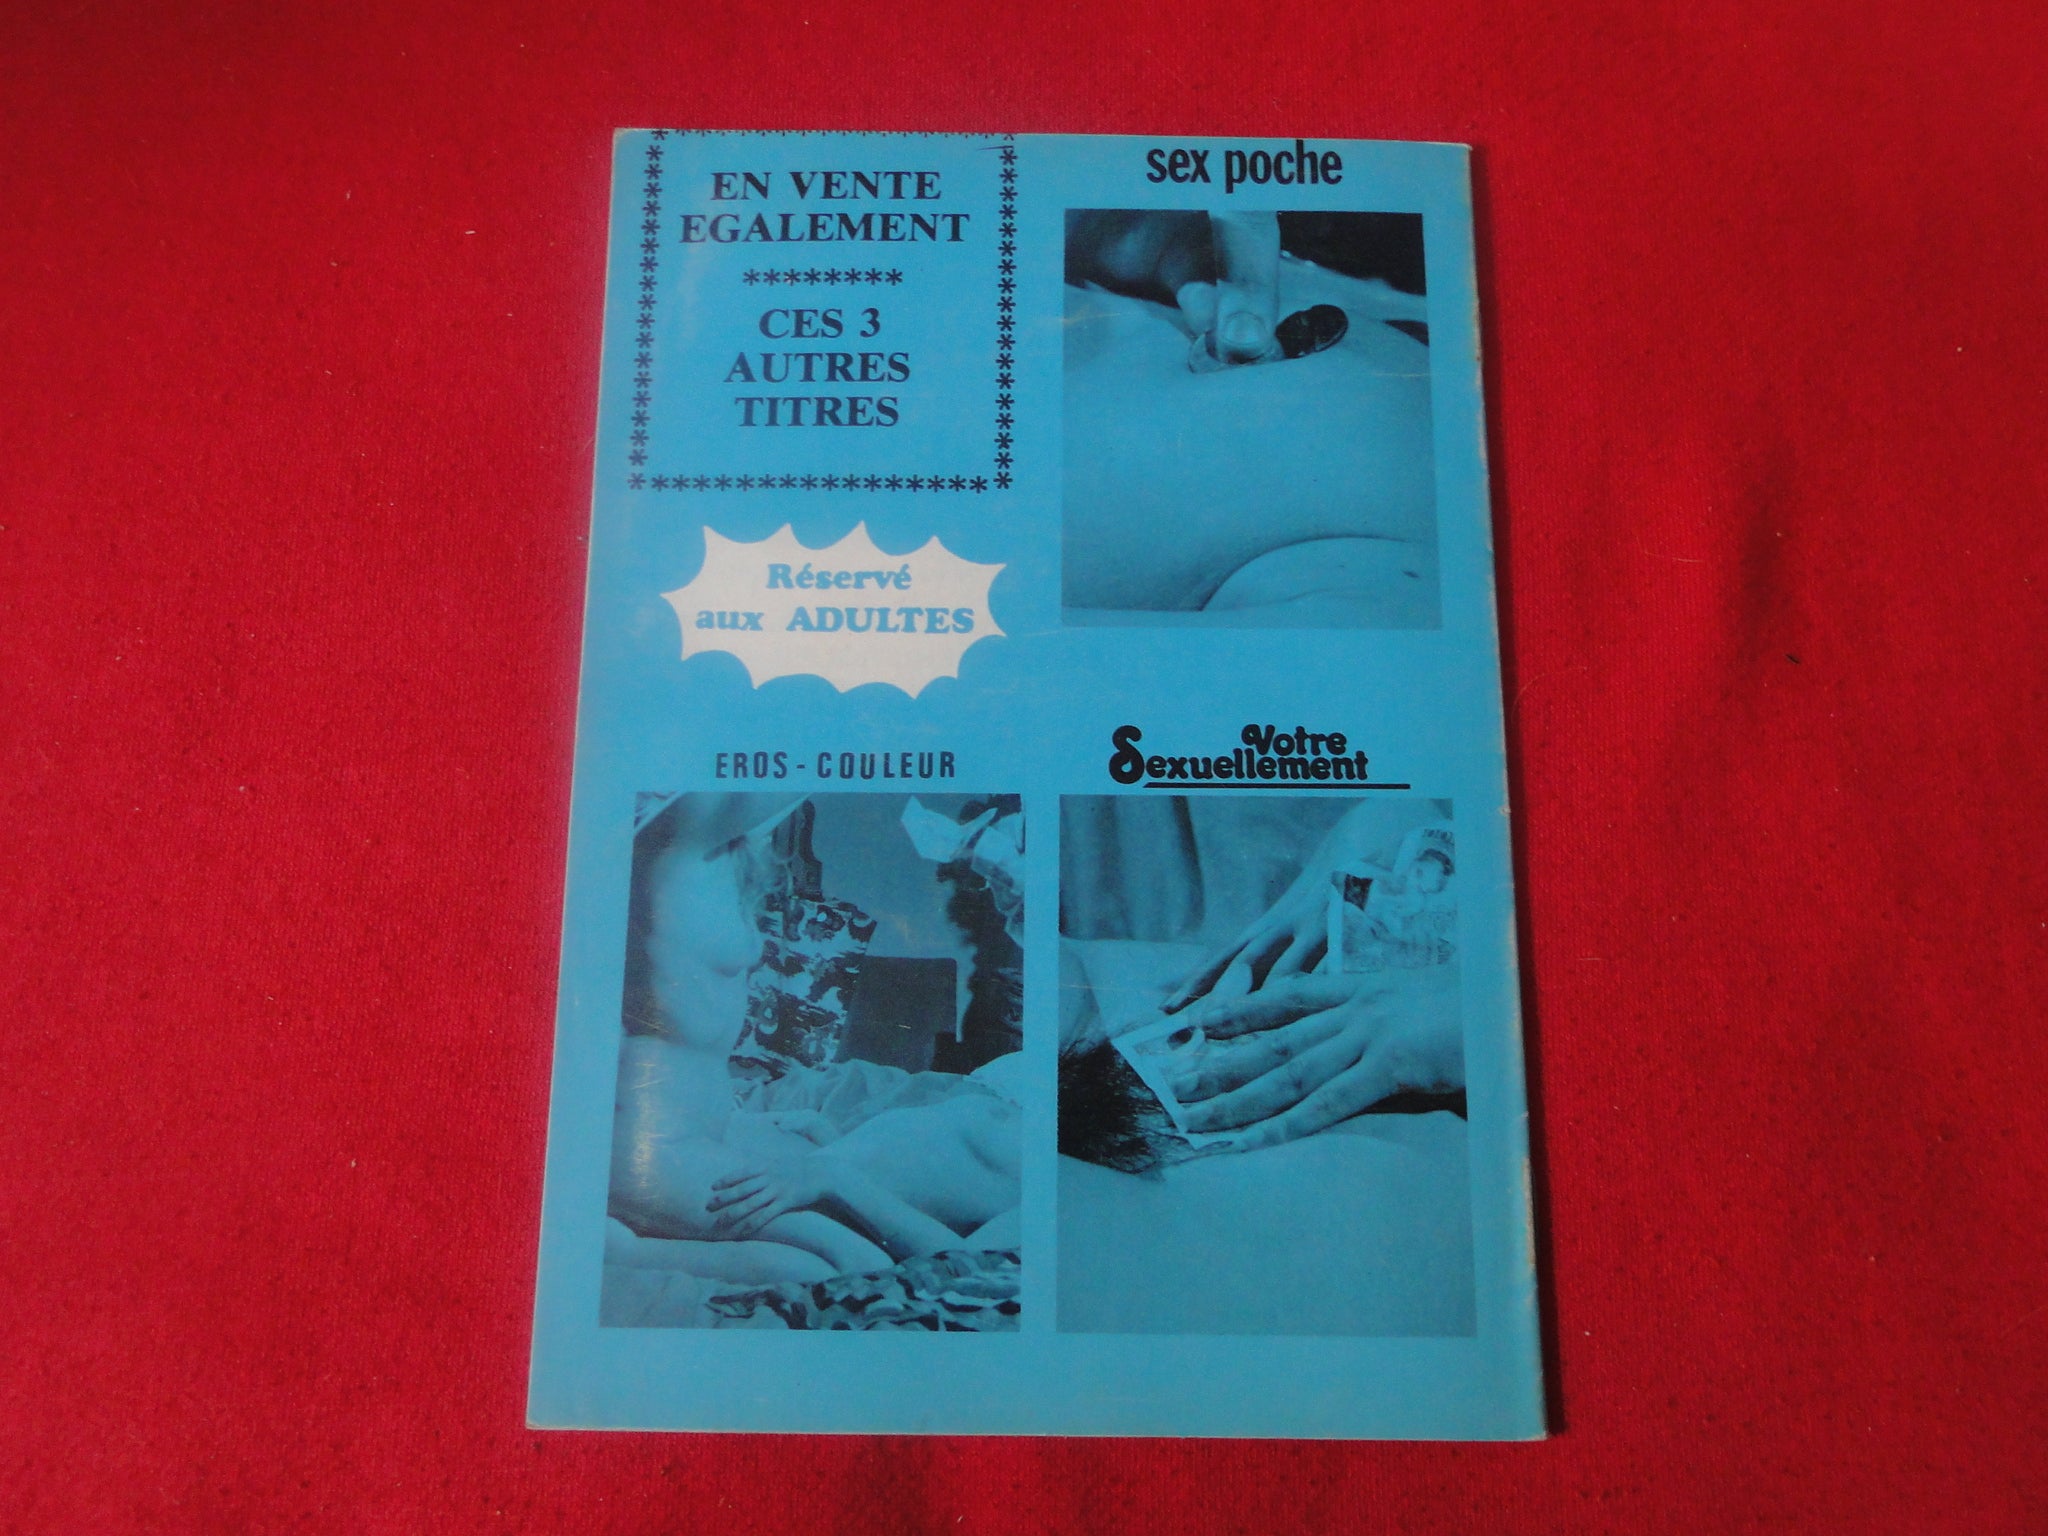 EN VENTE
EGALEMENT
********
CES 3
AUTRES
TITRES
Réservé
aux ADULTES
sex poche
EROS - COULEUR
Votre
Sexuellement